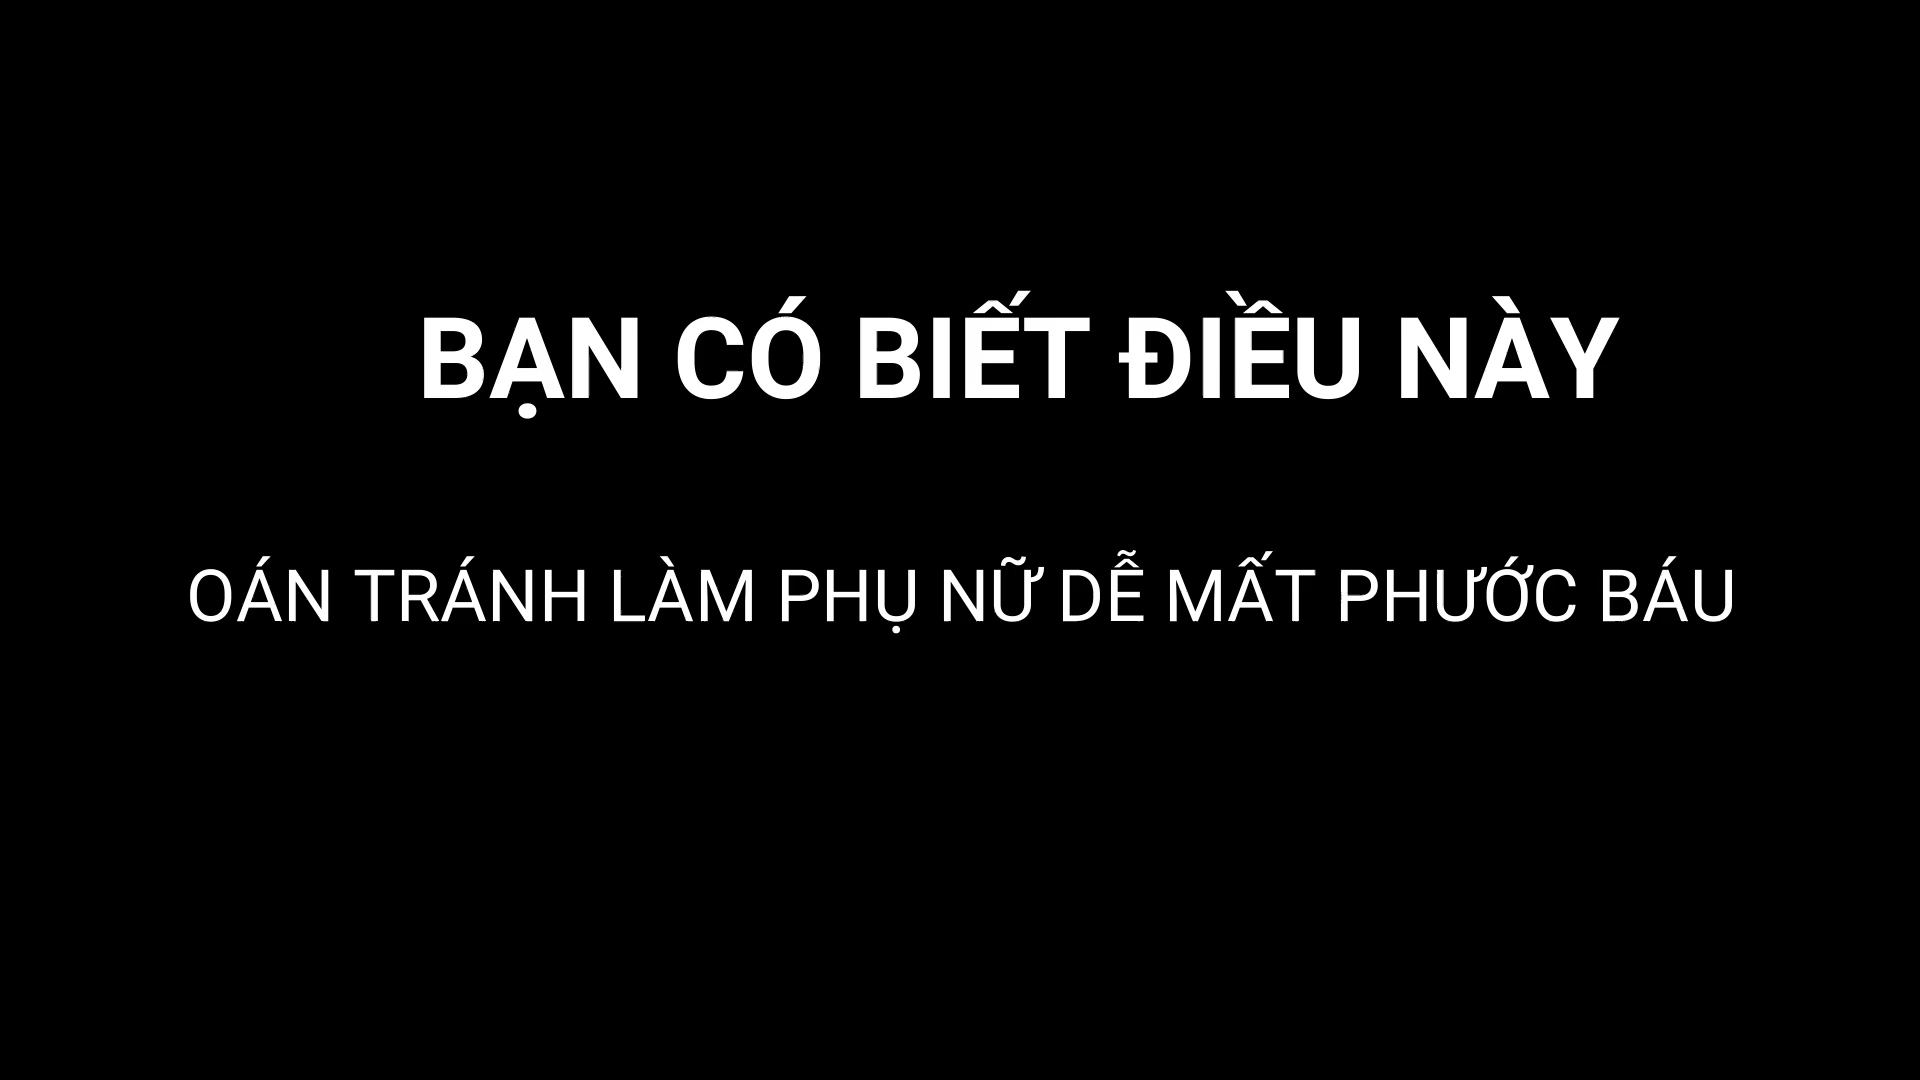 BẠN CÓ BIẾT ĐIỀU NÀY
OÁN TRÁNH LÀM PHỤ NỮ DỄ MẤT PHƯỚC BÁU